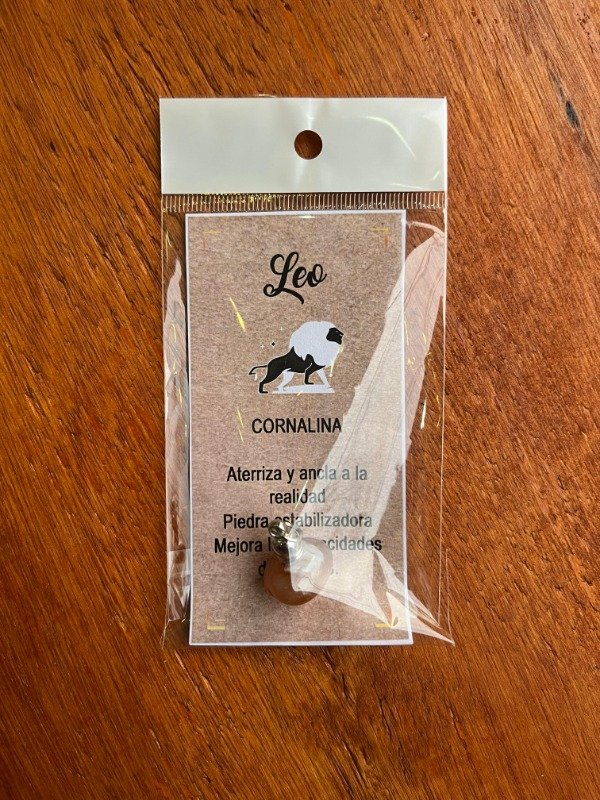 Leo
CORNALINA
Aterriza y ancla a la
realidad
Piedra estabilizadora
Mejora